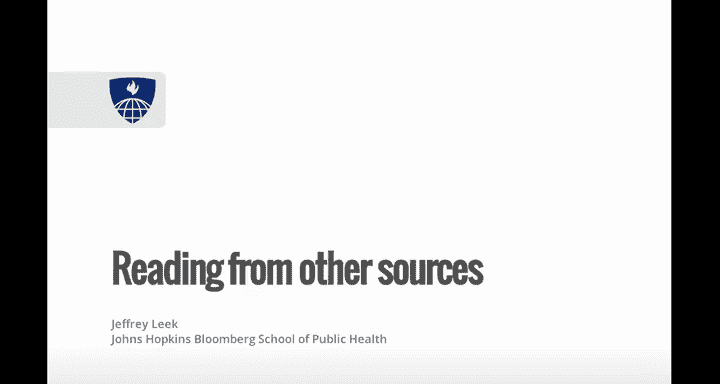 Reading from other sources
Jeffrey Leek
Johns Hopkins Bloomberg School of Public Health